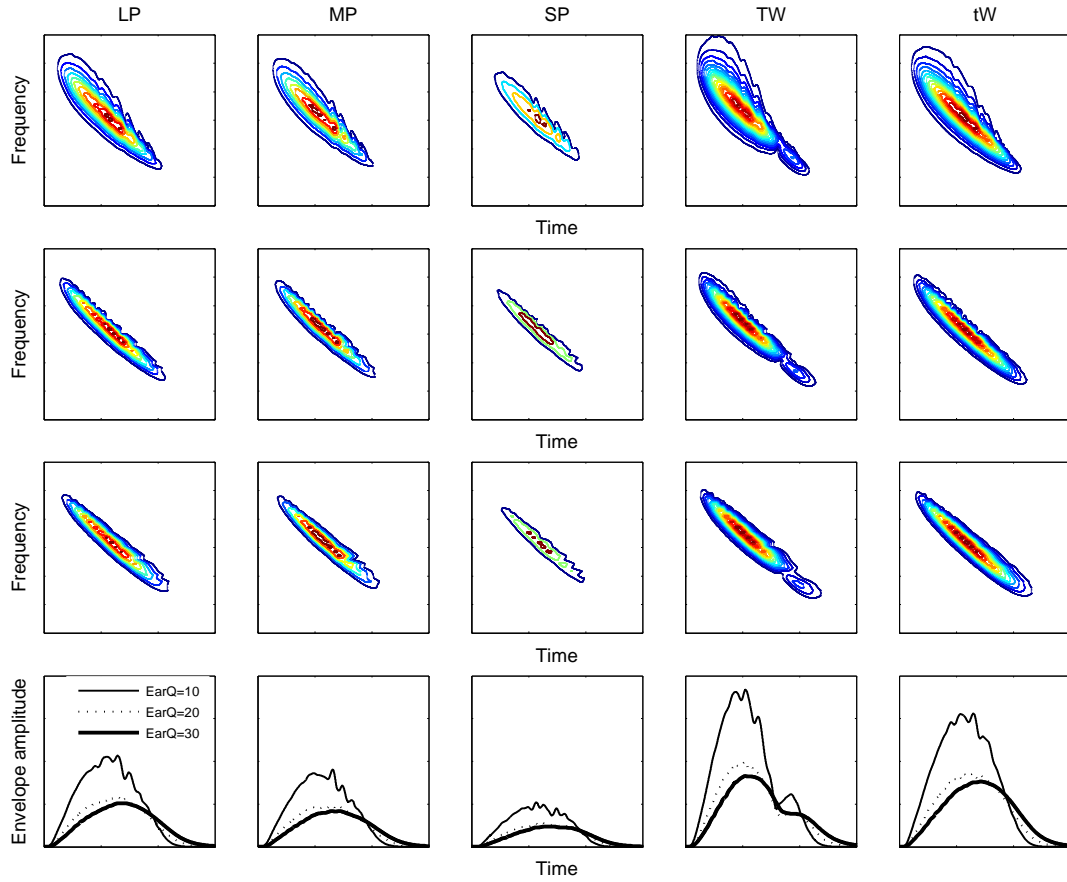 LP MP SP TW tW
Frequency
Time
Frequency
Time
Frequency
Time
Envelope amplitude
EarQ=10
EarQ=20
EarQ=30
Time